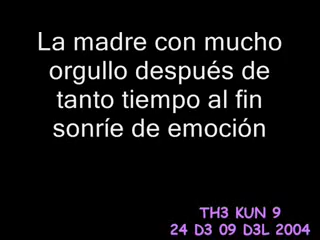 La madre con mucho
orgullo después de
tanto tiempo al fin
sonríe de emoción
TH3 KUN 9
24 D3 09 D3L 2004